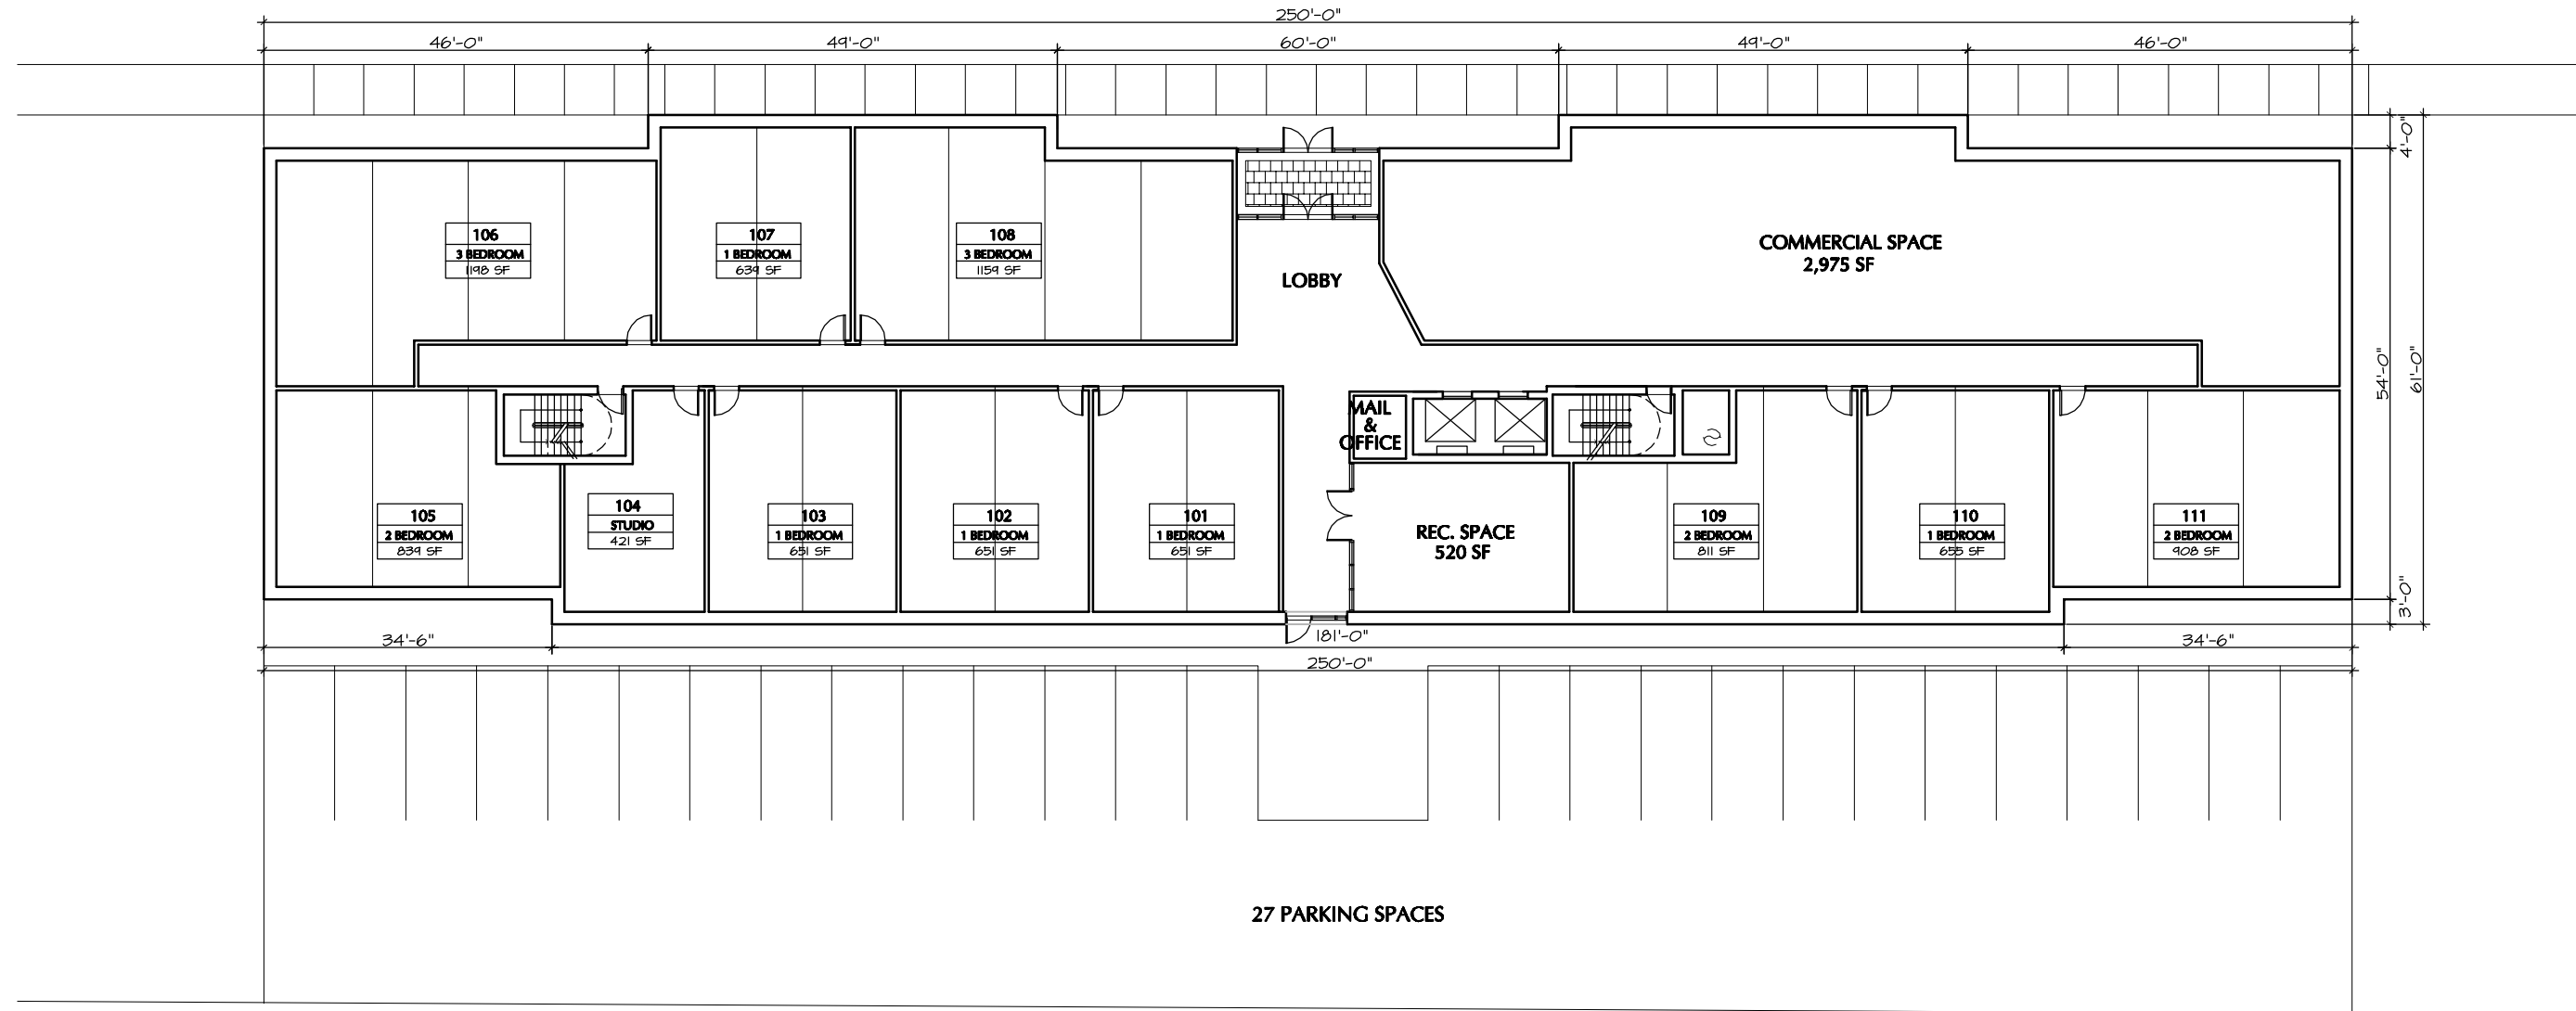 250'-0"
46'-0"
49'-0"
60'-0"
49'-0"
46'-0"
4'-0"
54'-0"
61'-0"
3'-0"
106
3 BEDROOM
1198 SF
107
1 BEDROOM
639 SF
108
3 BEDROOM
1159 SF
LOBBY
COMMERCIAL SPACE
2,975 SF
MAIL
&
OFFICE
105
2 BEDROOM
839 SF
104
STUDIO
421 SF
103
1 BEDROOM
651 SF
102
1 BEDROOM
651 SF
101
1 BEDROOM
651 SF
REC. SPACE
520 SF
109
2 BEDROOM
811 SF
110
1 BEDROOM
655 SF
111
2 BEDROOM
908 SF
34'-6"
181'-0"
34'-6"
250'-0"
27 PARKING SPACES